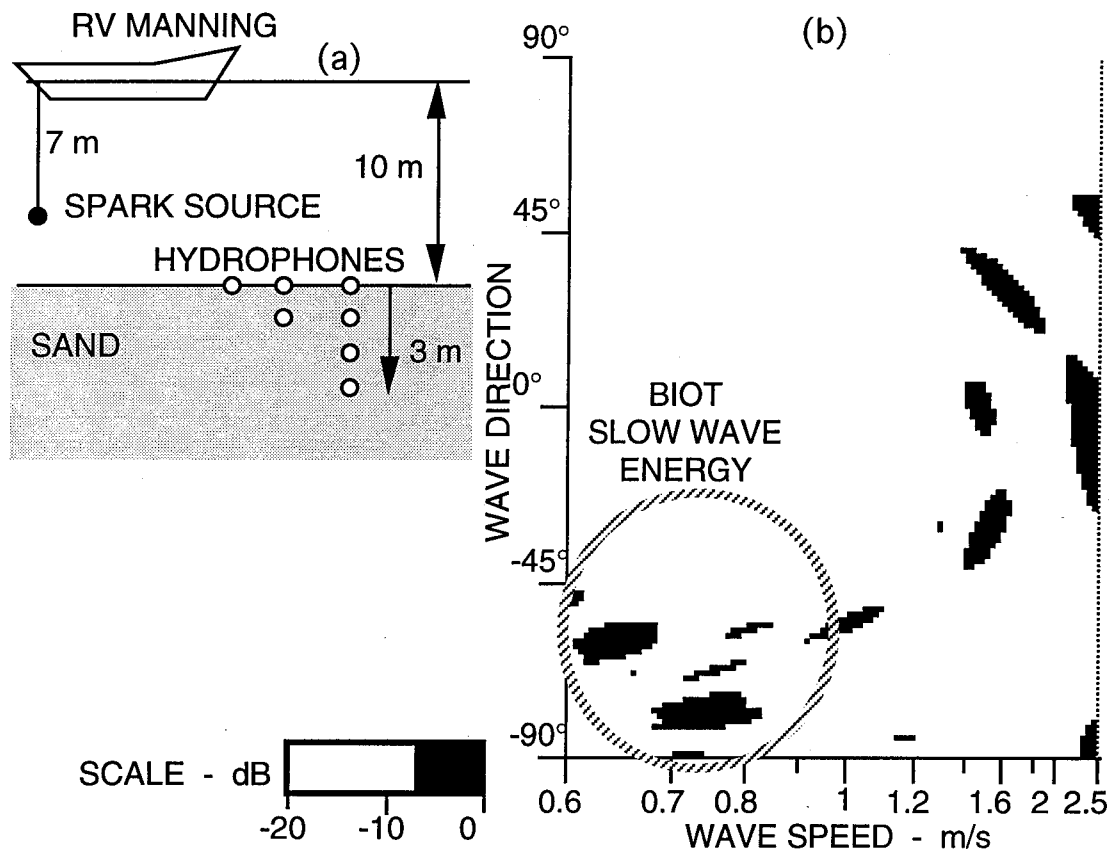 RV MANNING
(a)
7 m
10 m
SPARK SOURCE
HYDROPHONES
SAND
3 m
SCALE - dB
-20 -10 0
(b)
90°
45°
0°
-45°
-90°
WAVE DIRECTION
BIOT
SLOW WAVE
ENERGY
0.6 0.7 0.8 1 1.2 1.6 2 2.5
WAVE SPEED - m/s